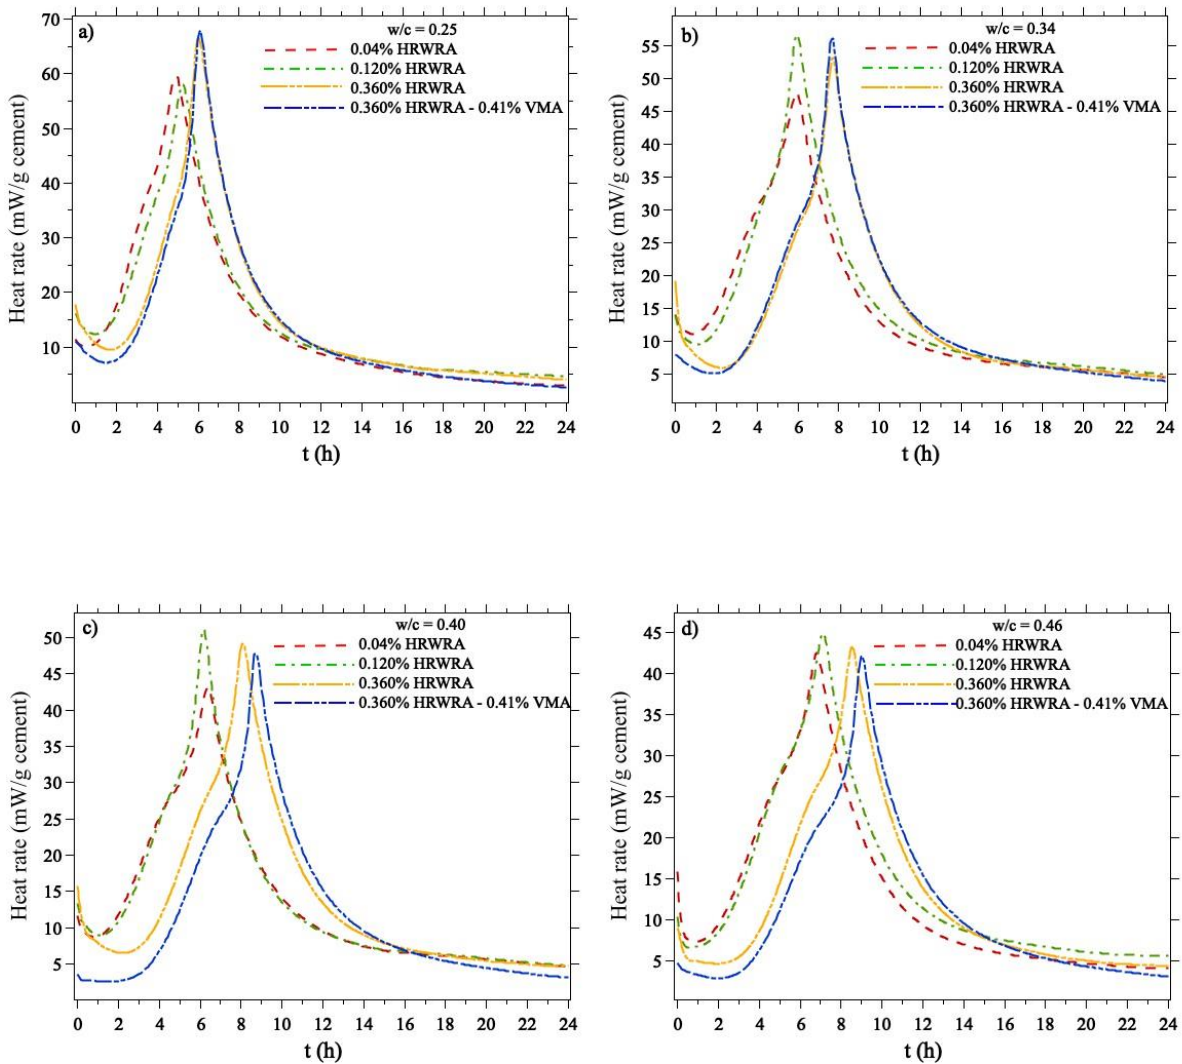 a)
w/c = 0.25
0.04% HRWRA
0.120% HRWRA
0.360% HRWRA
0.360% HRWRA - 0.41% VMA
Heat rate (mW/g cement)
70
60
50
40
30
20
10
0 2 4 6 8 10 12 14 16 18 20 22 24
t (h)
b)
w/c = 0.34
0.04% HRWRA
0.120% HRWRA
0.360% HRWRA
0.360% HRWRA - 0.41% VMA
Heat rate (mW/g cement)
55
50
45
40
35
30
25
20
15
10
5
0 2 4 6 8 10 12 14 16 18 20 22 24
t (h)
c)
w/c = 0.40
0.04% HRWRA
0.120% HRWRA
0.360% HRWRA
0.360% HRWRA - 0.41% VMA
Heat rate (mW/g cement)
50
45
40
35
30
25
20
15
10
5
0 2 4 6 8 10 12 14 16 18 20 22 24
t (h)
d)
w/c = 0.46
0.04% HRWRA
0.120% HRWRA
0.360% HRWRA
0.360% HRWRA - 0.41% VMA
Heat rate (mW/g cement)
45
40
35
30
25
20
15
10
5
0 2 4 6 8 10 12 14 16 18 20 22 24
t (h)